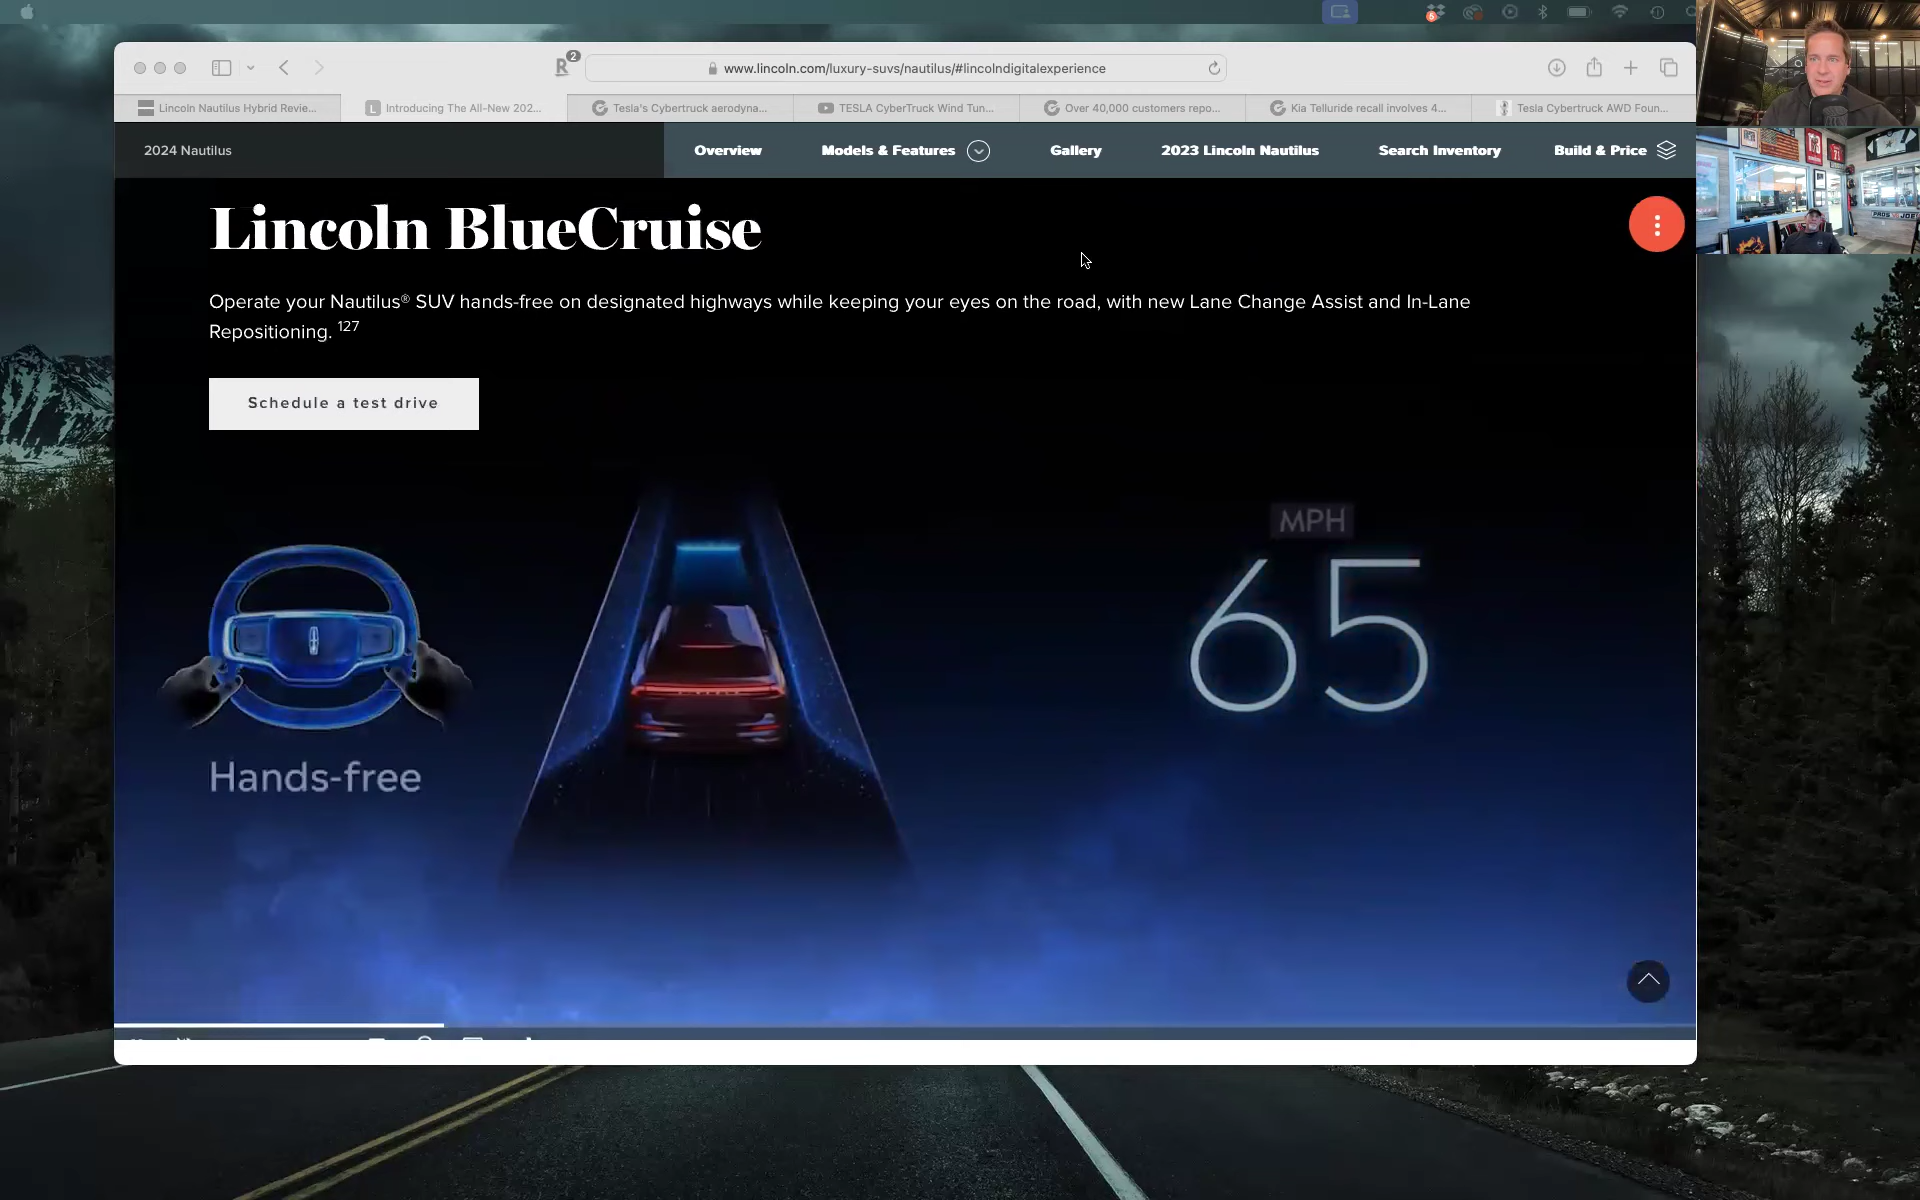 2
www.lincoln.com/luxury-suvs/nautilus/#lincolndigitalexperience
Lincoln Nautilus Hybrid Revie...
Introducing The All-New 202...
Tesla's Cybertruck aerodyna...
TESLA CyberTruck Wind Tun...
Over 40,000 customers repo...
Kia Telluride recall involves 4...
Tesla Cybertruck AWD Foun...
2024 Nautilus
Overview
Models & Features
Gallery
2023 Lincoln Nautilus
Search Inventory
Build & Price
Lincoln BlueCruise
Operate your Nautilus® SUV hands-free on designated highways while keeping your eyes on the road, with new Lane Change Assist and In-Lane
Repositioning. 127
Schedule a test drive
MPH
65
Hands-free